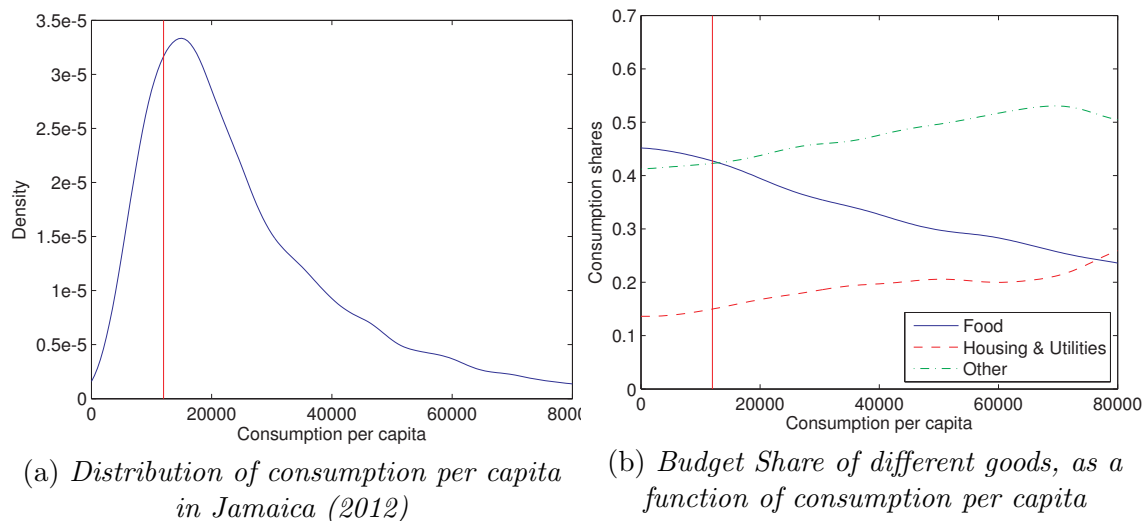 3.5e-5
3e-5
3.5e-5
2e-5
1.5e-5
1e-5
0.5e-5
0
Density
0
20000
40000
60000
8000
Consumption per capita
(a) Distribution of consumption per capita
in Jamaica (2012)
0.7
0.6
0.5
0.4
0.3
0.2
0.1
0
Consumption shares
Food
Housing & Utilities
Other
0
20000
40000
60000
80000
Consumption per capita
(b) Budget Share of different goods, as a
function of consumption per capita